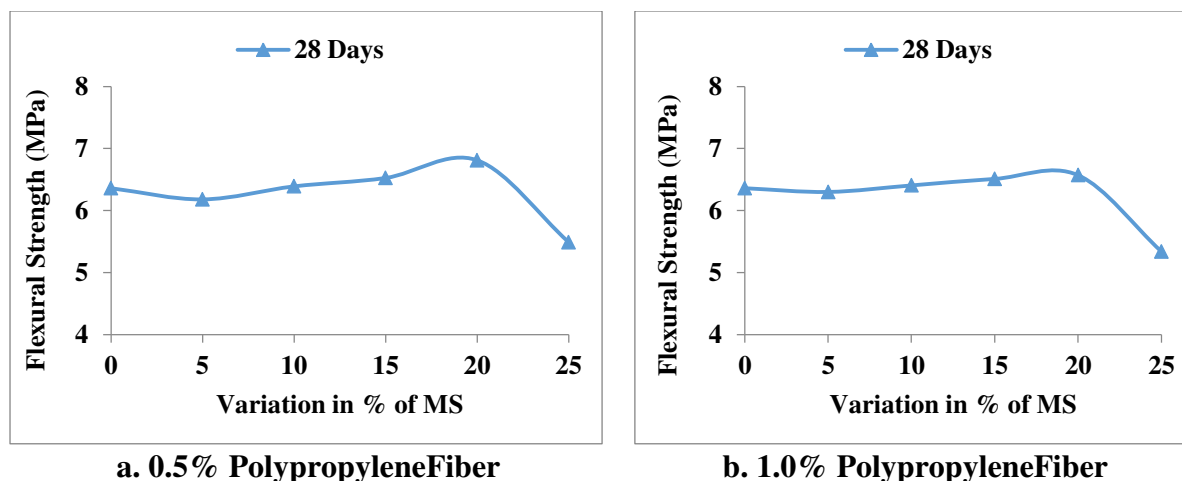 28 Days
Flexural Strength (MPa)
8
7
6
5
4
0 5 10 15 20 25
Variation in % of MS
a. 0.5% PolypropyleneFiber
28 Days
Flexural Strength (MPa)
8
7
6
5
4
0 5 10 15 20 25
Variation in % of MS
b. 1.0% PolypropyleneFiber